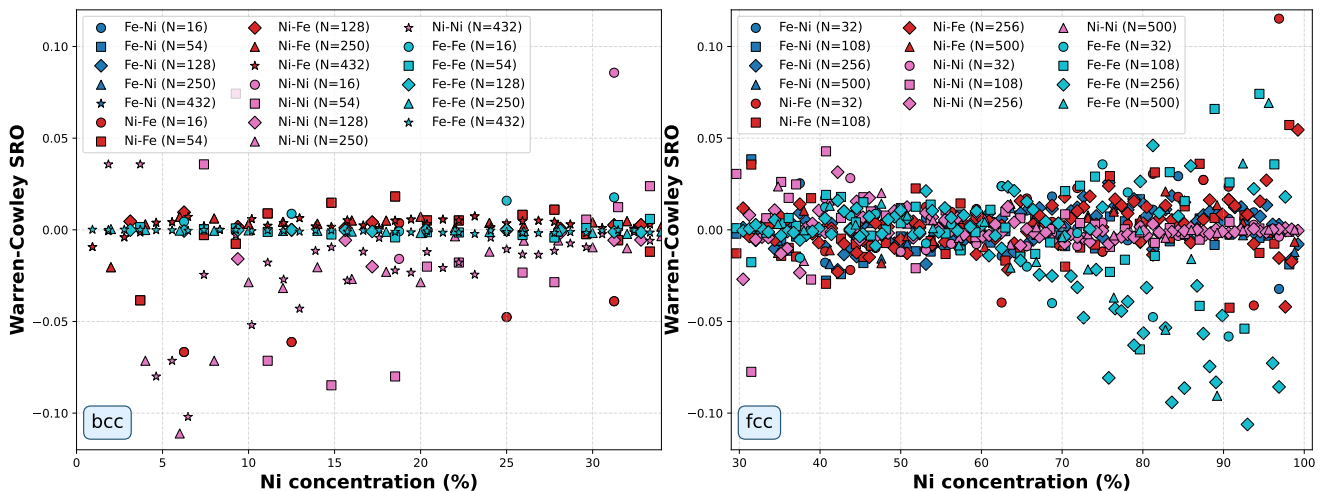 Warren-Cowley SRO
0.10
0.05
0.00
−0.05
−0.10
Fe-Ni (N=16)
Fe-Ni (N=54)
Fe-Ni (N=128)
Fe-Ni (N=250)
Fe-Ni (N=432)
Ni-Fe (N=16)
Ni-Fe (N=54)
Ni-Fe (N=128)
Ni-Fe (N=250)
Ni-Fe (N=432)
Ni-Ni (N=16)
Ni-Ni (N=54)
Ni-Ni (N=128)
Ni-Ni (N=250)
Ni-Ni (N=432)
Fe-Fe (N=16)
Fe-Fe (N=54)
Fe-Fe (N=128)
Fe-Fe (N=250)
Fe-Fe (N=432)
bcc
0 5 10 15 20 25 30
Ni concentration (%)
Warren-Cowley SRO
0.10
0.05
0.00
−0.05
−0.10
Fe-Ni (N=32)
Fe-Ni (N=108)
Fe-Ni (N=256)
Fe-Ni (N=500)
Ni-Fe (N=32)
Ni-Fe (N=108)
Ni-Fe (N=256)
Ni-Fe (N=500)
Ni-Ni (N=32)
Ni-Ni (N=108)
Ni-Ni (N=256)
Ni-Ni (N=500)
Fe-Fe (N=32)
Fe-Fe (N=108)
Fe-Fe (N=256)
Fe-Fe (N=500)
fcc
30 40 50 60 70 80 90 100
Ni concentration (%)